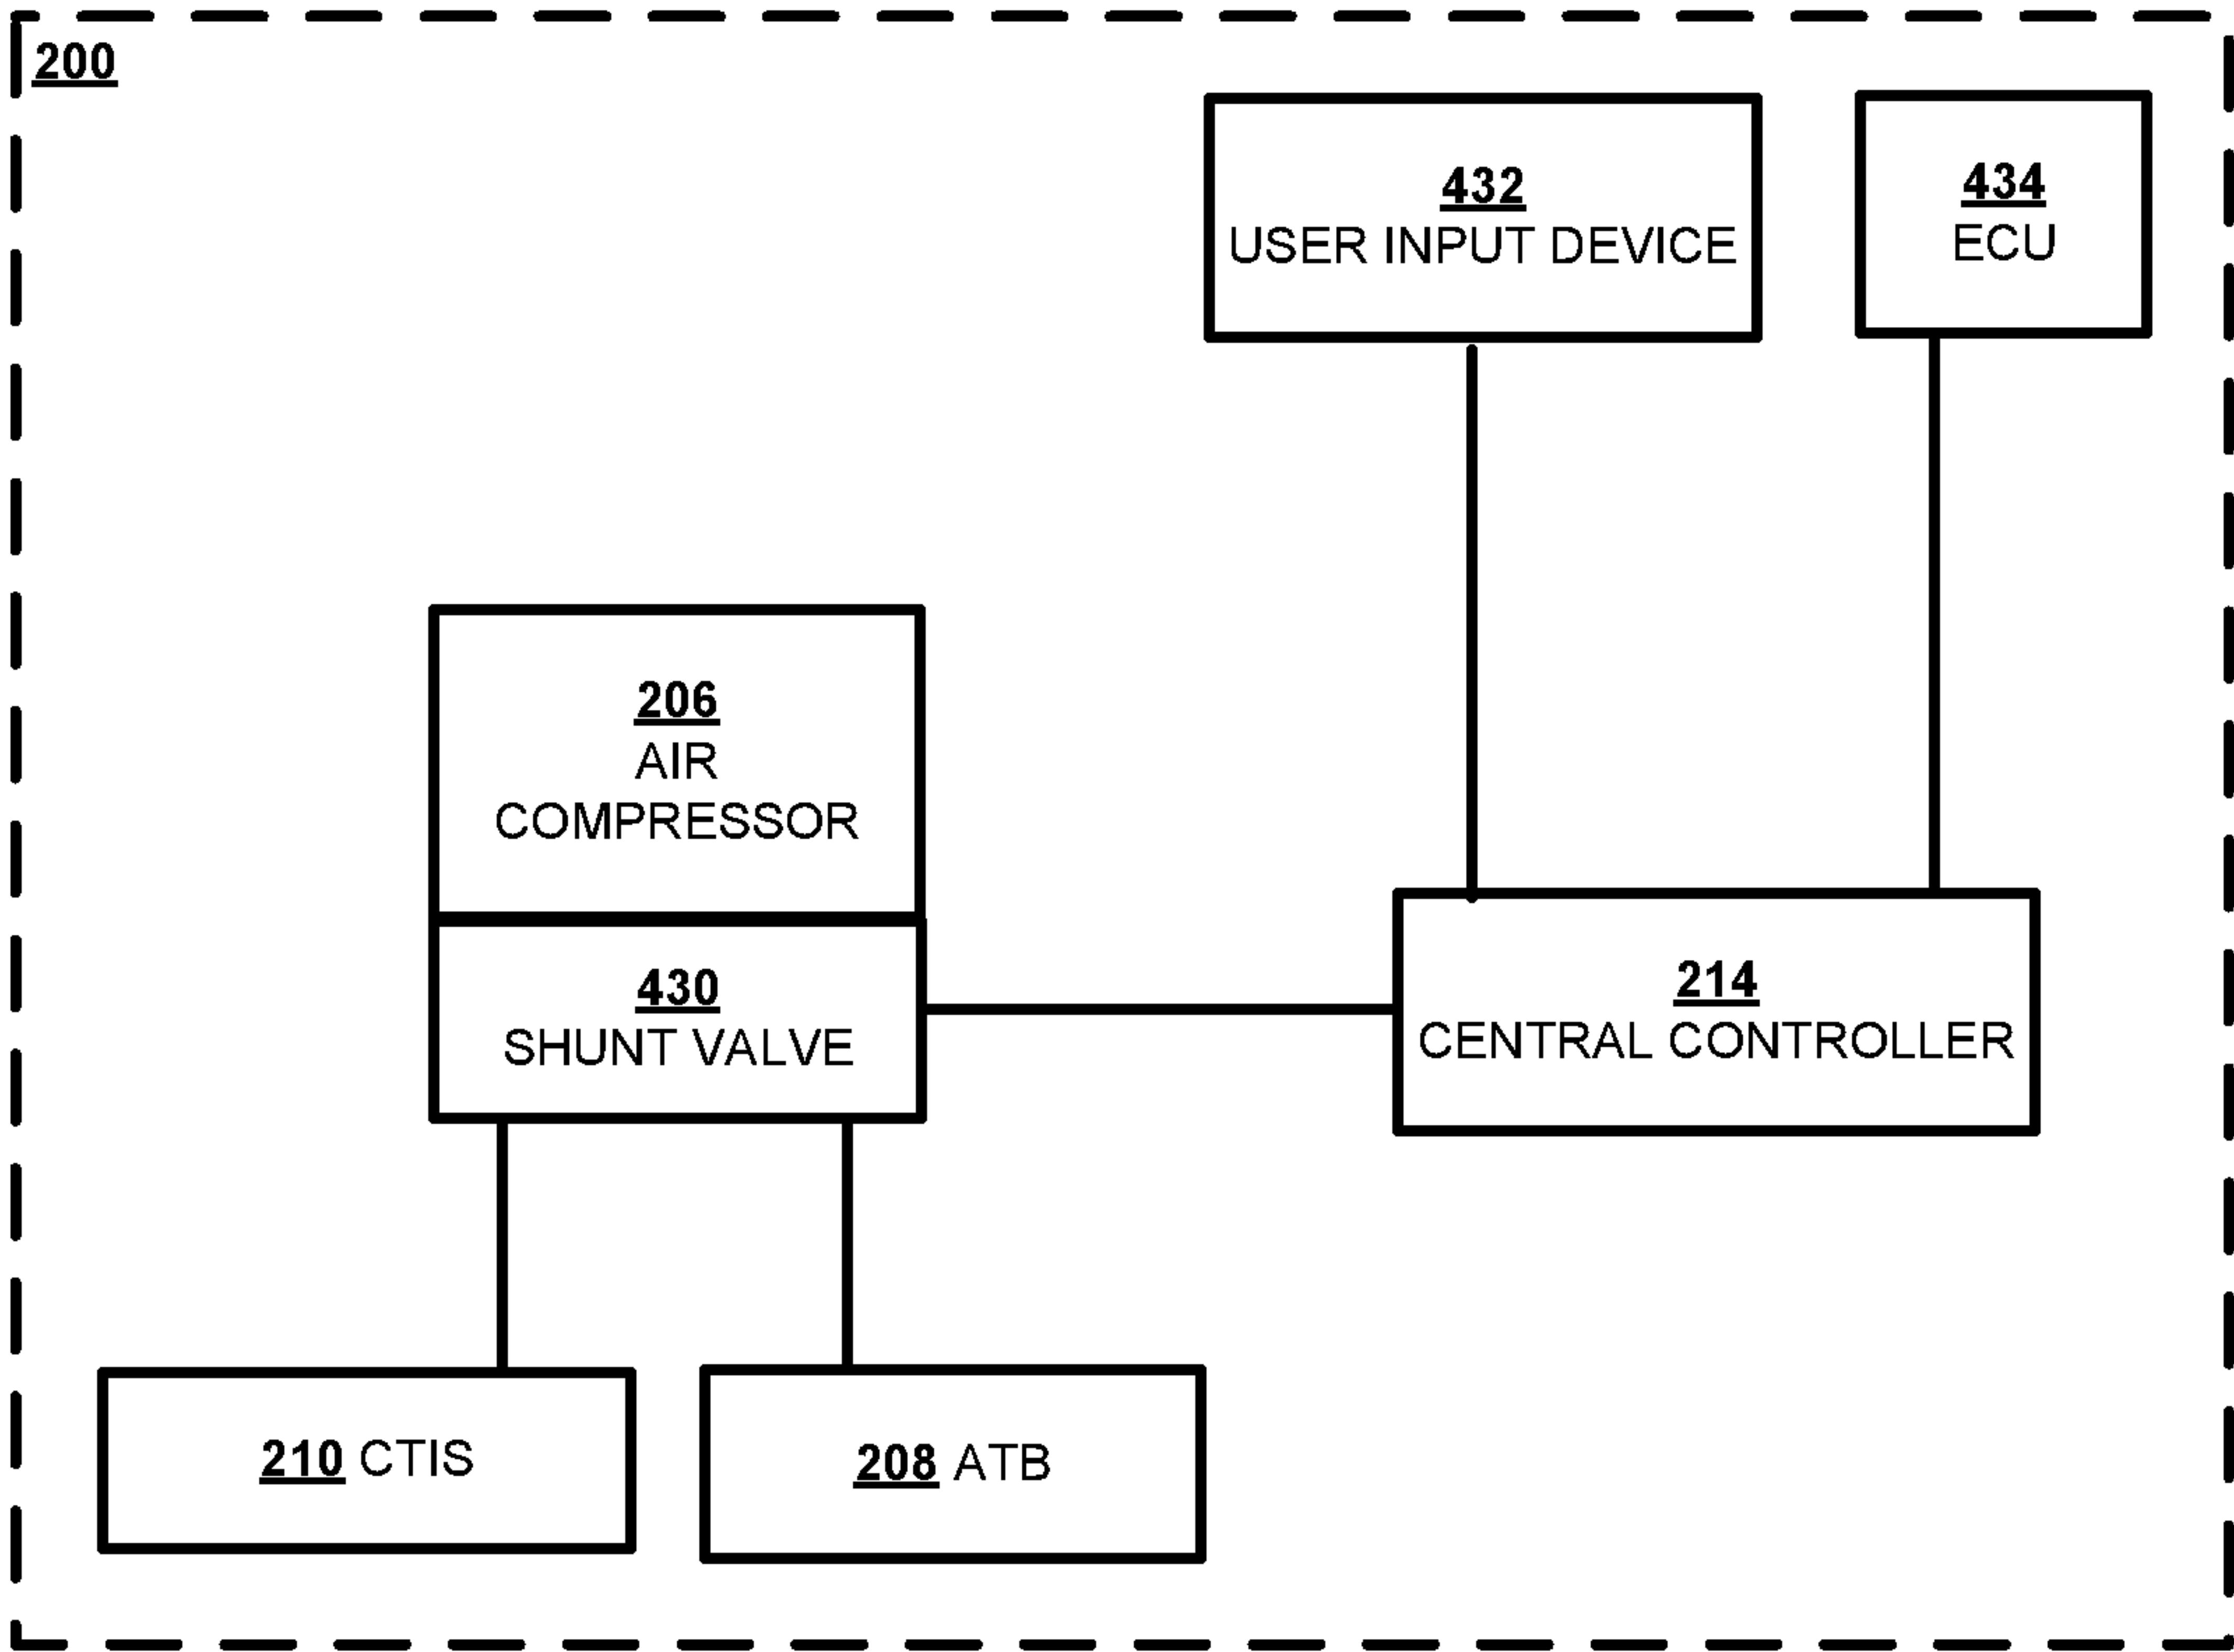 200
432
USER INPUT DEVICE
434
ECU
206
AIR
COMPRESSOR
430
SHUNT VALVE
214
CENTRAL CONTROLLER
210 CTIS
208 ATB